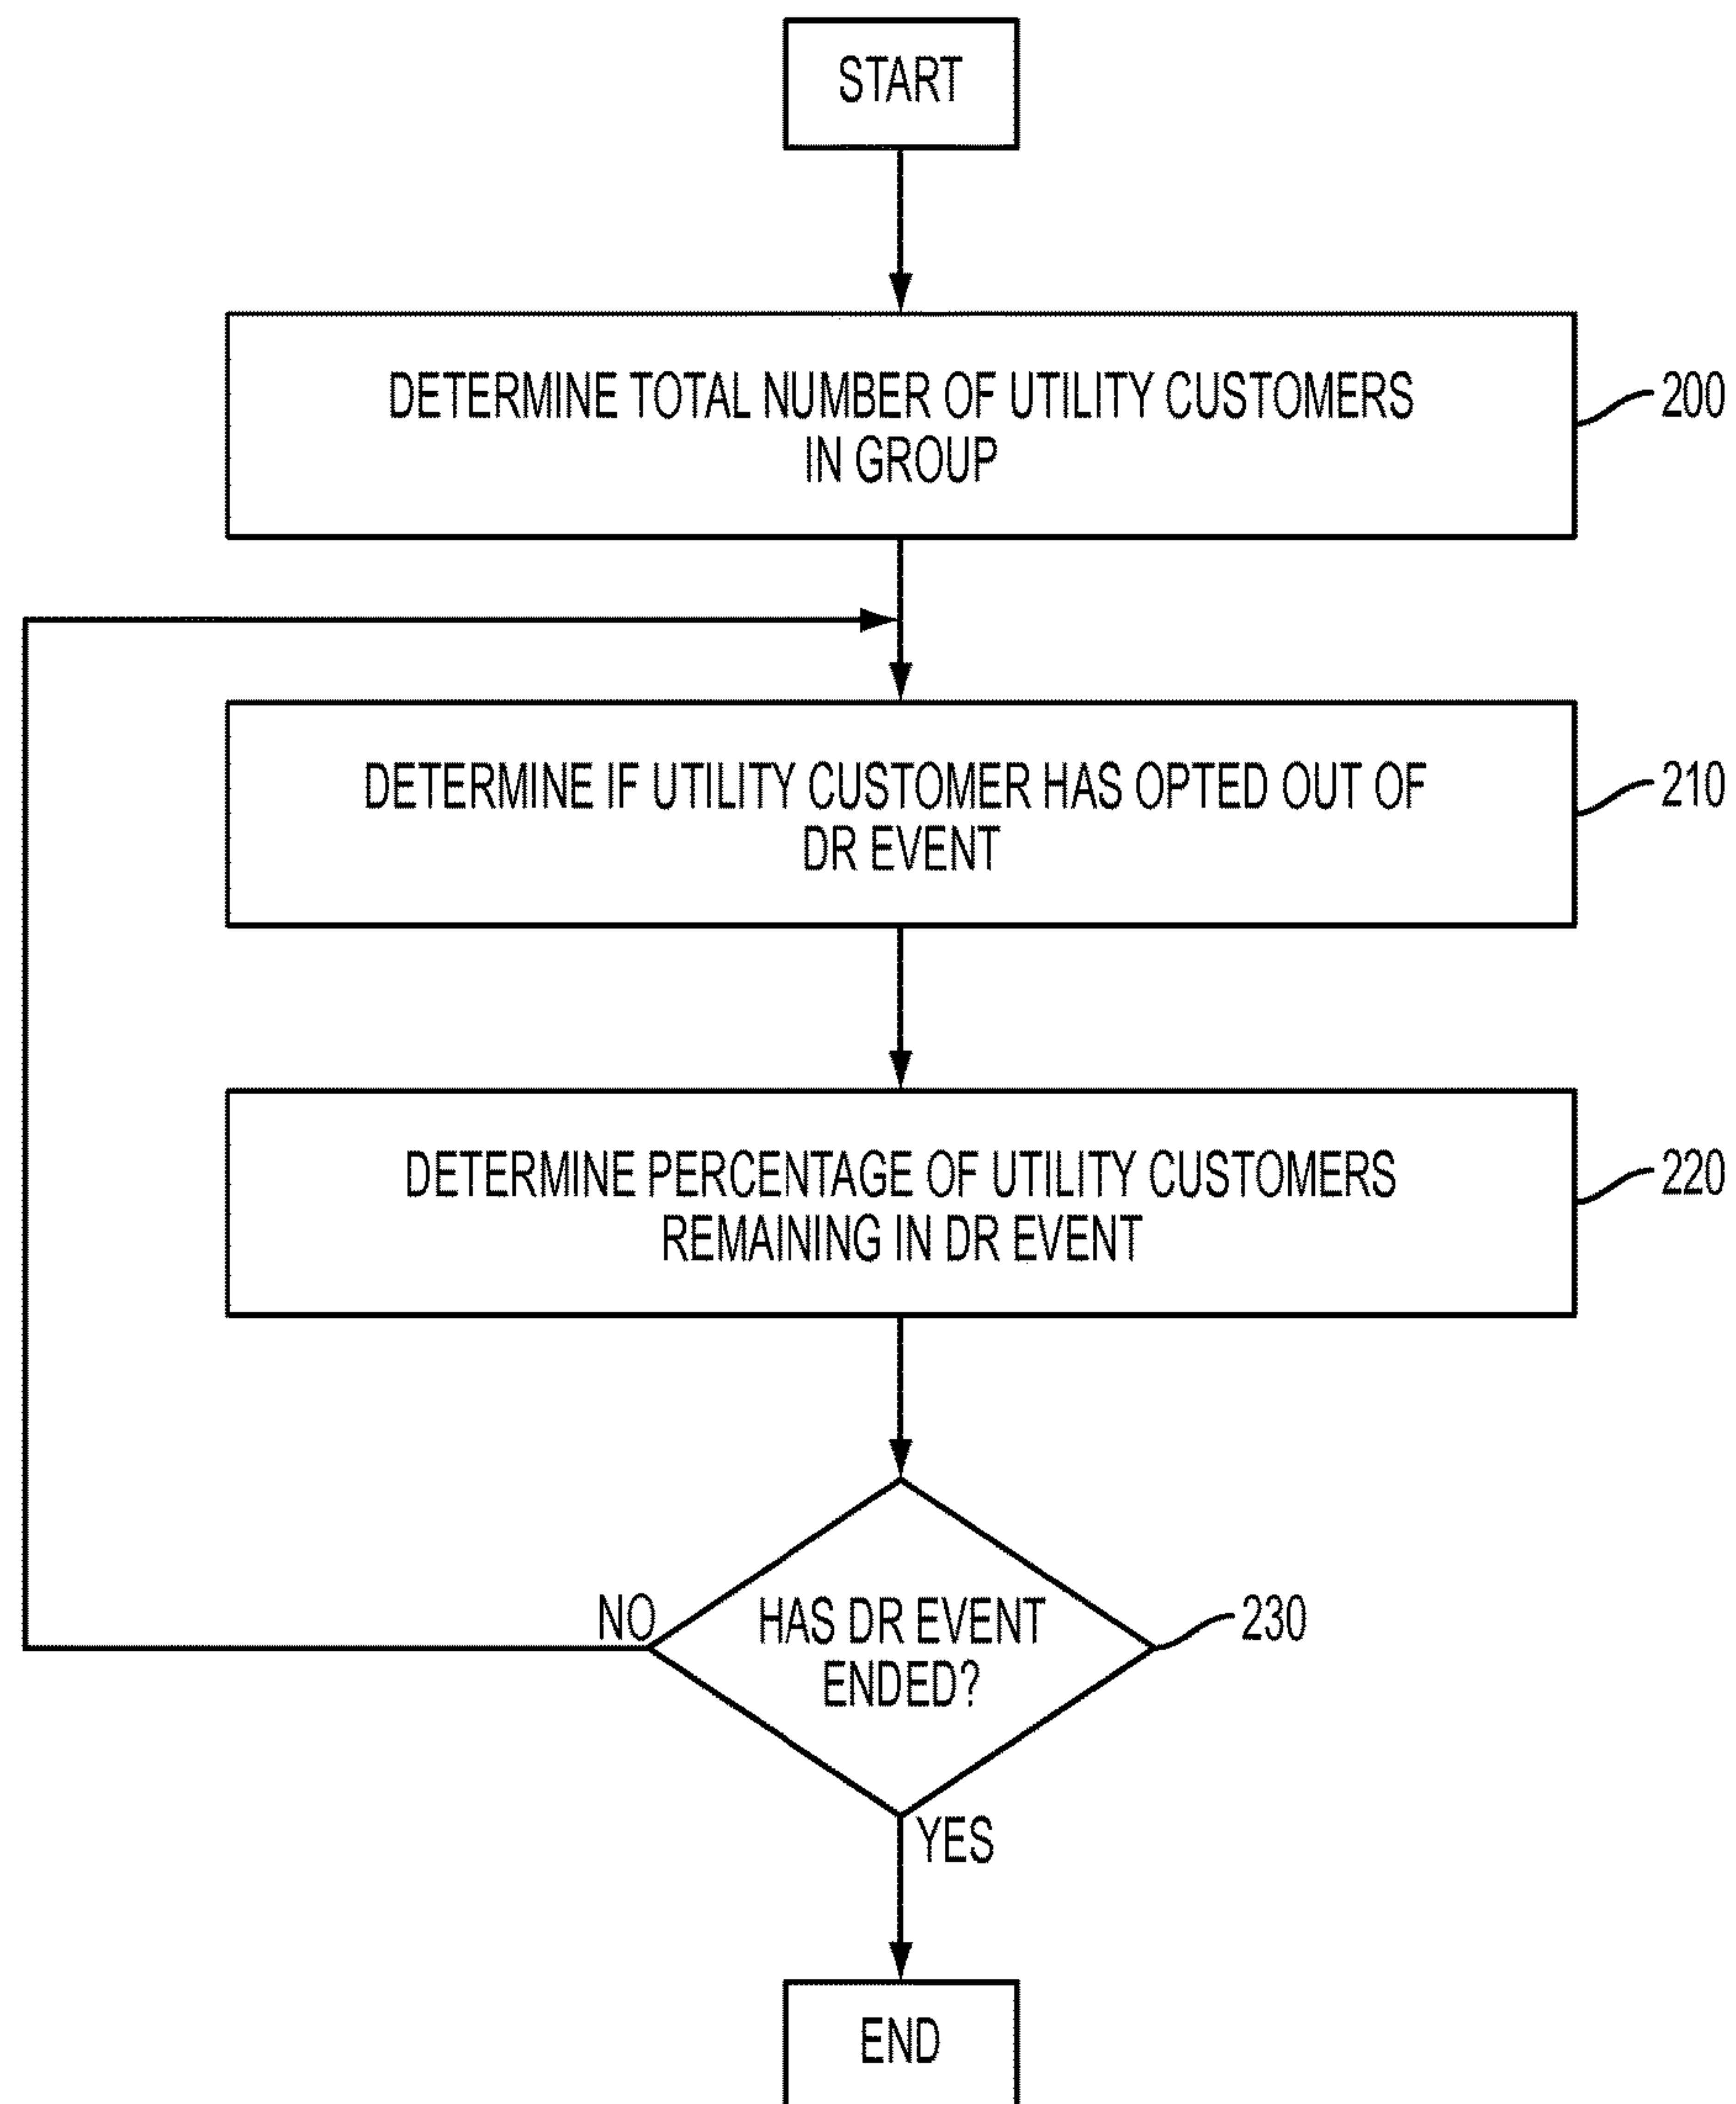 START
DETERMINE TOTAL NUMBER OF UTILITY CUSTOMERS
IN GROUP
200
DETERMINE IF UTILITY CUSTOMER HAS OPTED OUT OF
DR EVENT
210
DETERMINE PERCENTAGE OF UTILITY CUSTOMERS
REMAINING IN DR EVENT
220
NO
HAS DR EVENT
ENDED?
230
YES
END